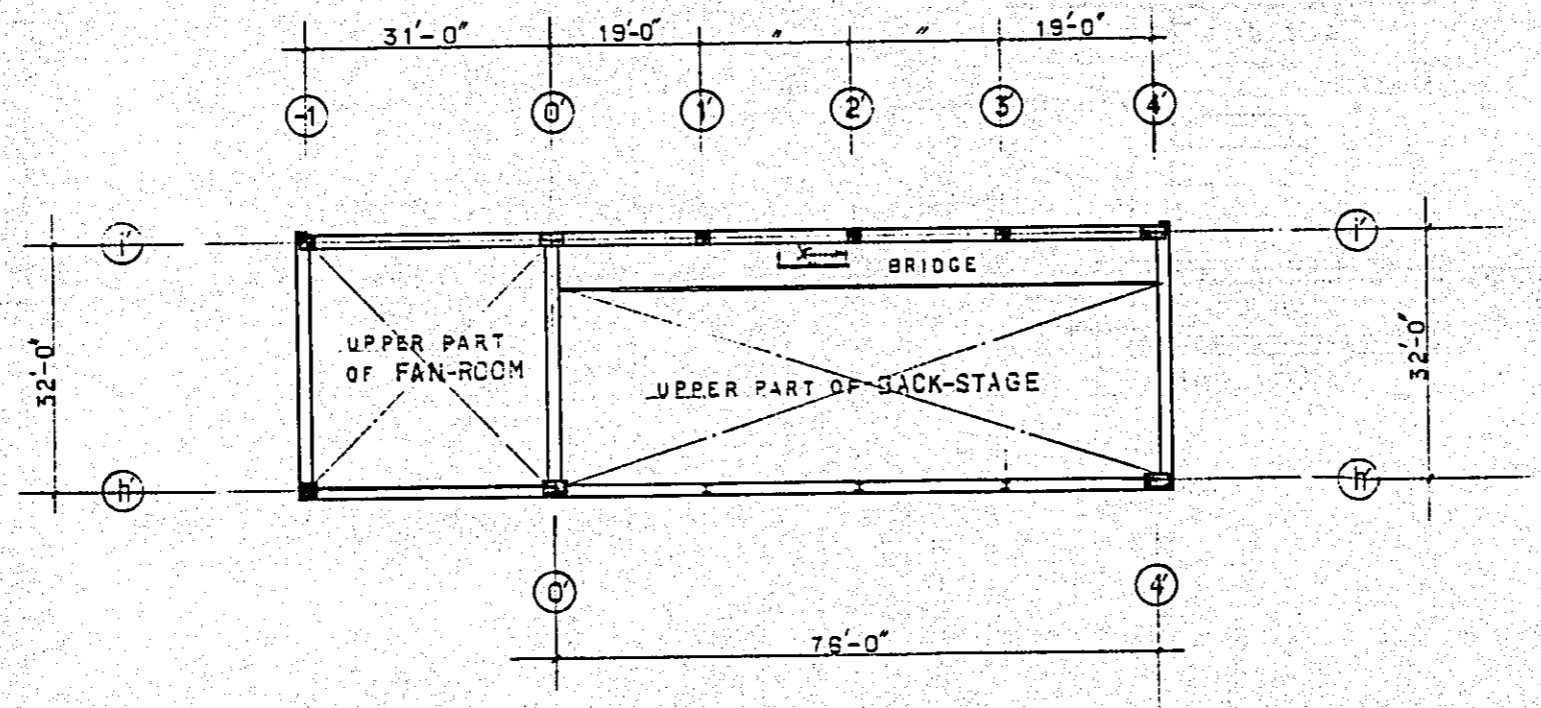 31'-0" 19'-0" " " 19'-0"
-1 0' 1' 2' 3' 4'
i' i'
BRIDGE
32'-0" 32'-0"
UPPER PART
OF FAN-ROOM
UPPER PART OF BACK-STAGE
h' h'
0' 4'
76'-0"